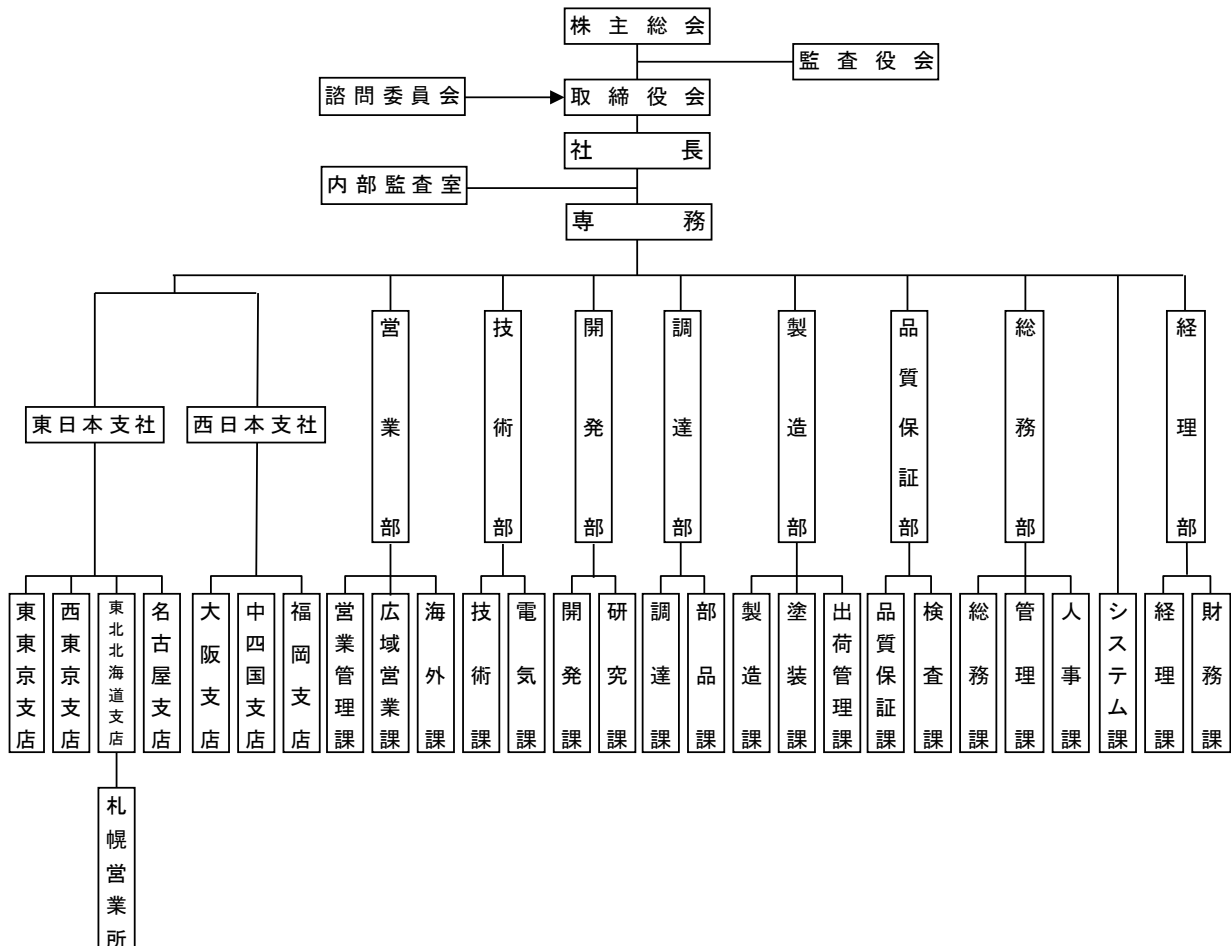 株主総会
監査役会
諮問委員会
取締役会
社長
内部監査室
専務
営業部
技術部
開発部
調達部
製造部
品質保証部
総務部
経理部
東日本支社
西日本支社
東東京支店
西東京支店
東北北海道支店
名古屋支店
大阪支店
中四国支店
福岡支店
営業管理課
広域営業課
海外課
技術課
電気課
開発課
研究課
調達課
部品課
製造課
塗装課
出荷管理課
品質保証課
検査課
総務課
管理課
人事課
システム課
経理課
財務課
札幌営業所